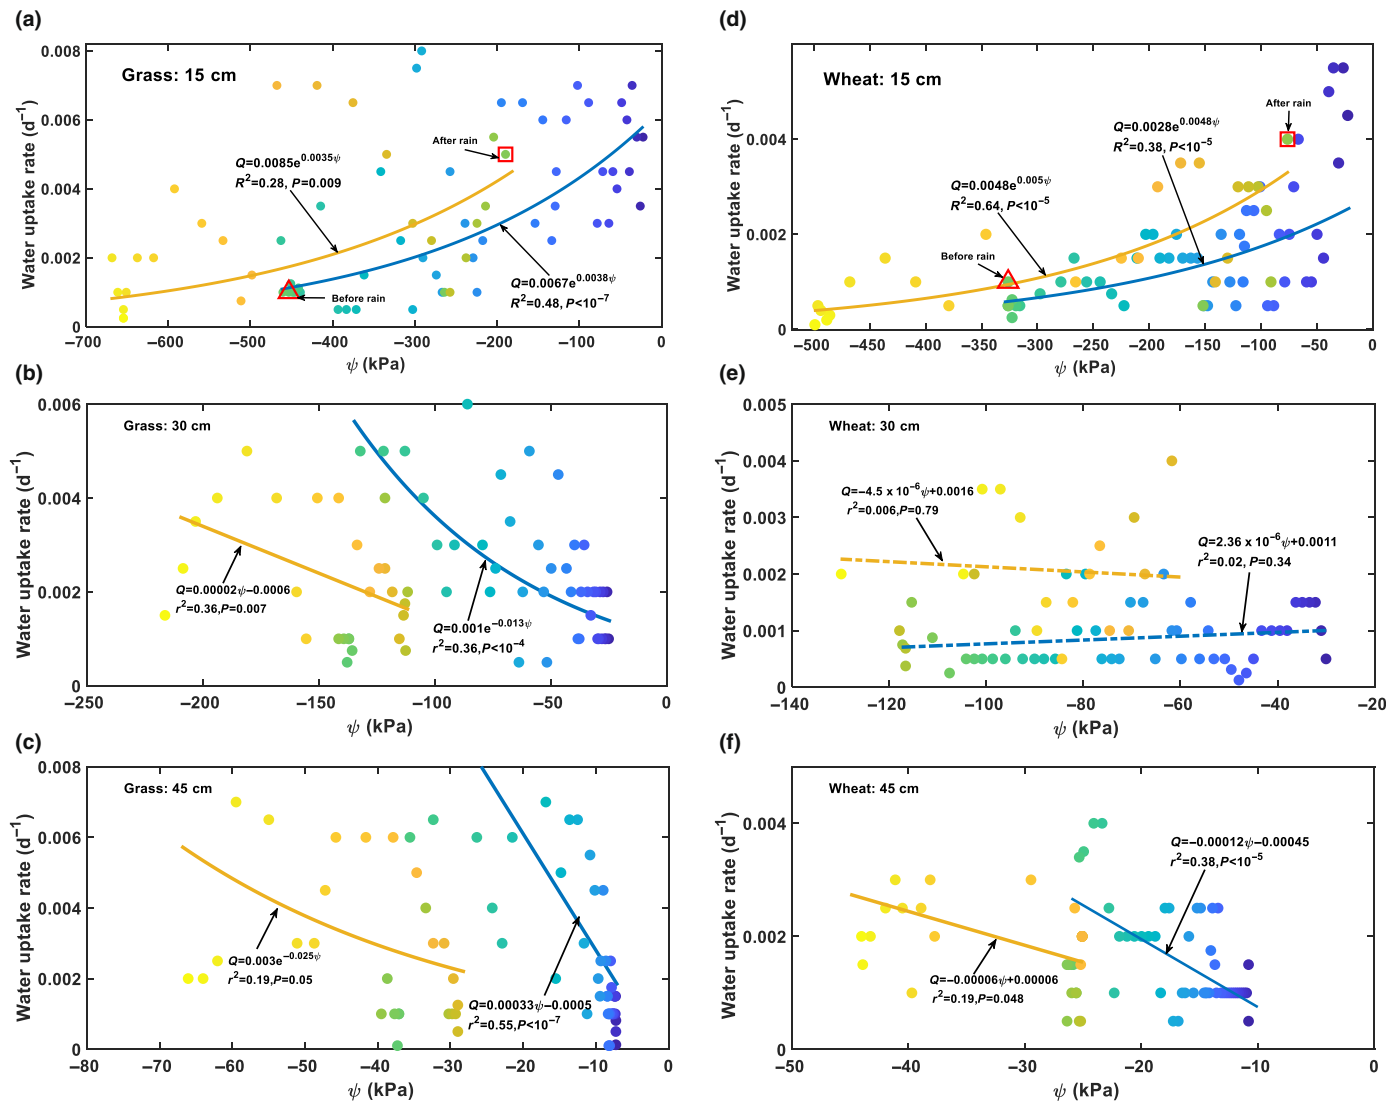 (a)
Grass: 15 cm
Water uptake rate (d⁻¹)
0.008
0.006
0.004
0.002
0
After rain
Q=0.0085e^0.0035ψ
R²=0.28, P=0.009
Q=0.0067e^0.0038ψ
R²=0.48, P<10⁻⁷
Before rain
−700 −600 −500 −400 −300 −200 −100 0
ψ (kPa)
(d)
Wheat: 15 cm
Water uptake rate (d⁻¹)
0.004
0.002
0
After rain
Q=0.0028e^0.0048ψ
R²=0.38, P<10⁻⁵
Q=0.0048e^0.005ψ
R²=0.64, P<10⁻⁵
Before rain
−500 −450 −400 −350 −300 −250 −200 −150 −100 −50 0
ψ (kPa)
(b)
Grass: 30 cm
Water uptake rate (d⁻¹)
0.006
0.004
0.002
0
Q=0.00002ψ−0.0006
r²=0.36,P=0.007
Q=0.001e^−0.013ψ
r²=0.36,P<10⁻⁴
−250 −200 −150 −100 −50 0
ψ (kPa)
(e)
Wheat: 30 cm
Water uptake rate (d⁻¹)
0.005
0.004
0.003
0.002
0.001
0
Q=−4.5 x 10⁻⁶ψ+0.0016
r²=0.006,P=0.79
Q=2.36 x 10⁻⁶ψ+0.0011
r²=0.02, P=0.34
−140 −120 −100 −80 −60 −40 −20
ψ (kPa)
(c)
Grass: 45 cm
Water uptake rate (d⁻¹)
0.008
0.006
0.004
0.002
0
Q=0.003e^−0.025ψ
r²=0.19,P=0.05
Q=0.00033ψ−0.0005
r²=0.55,P<10⁻⁷
−80 −70 −60 −50 −40 −30 −20 −10 0
ψ (kPa)
(f)
Wheat: 45 cm
Water uptake rate (d⁻¹)
0.004
0.002
0
Q=−0.00012ψ−0.00045
r²=0.38,P<10⁻⁵
Q=−0.00006ψ+0.00006
r²=0.19, P=0.048
−50 −40 −30 −20 −10 0
ψ (kPa)